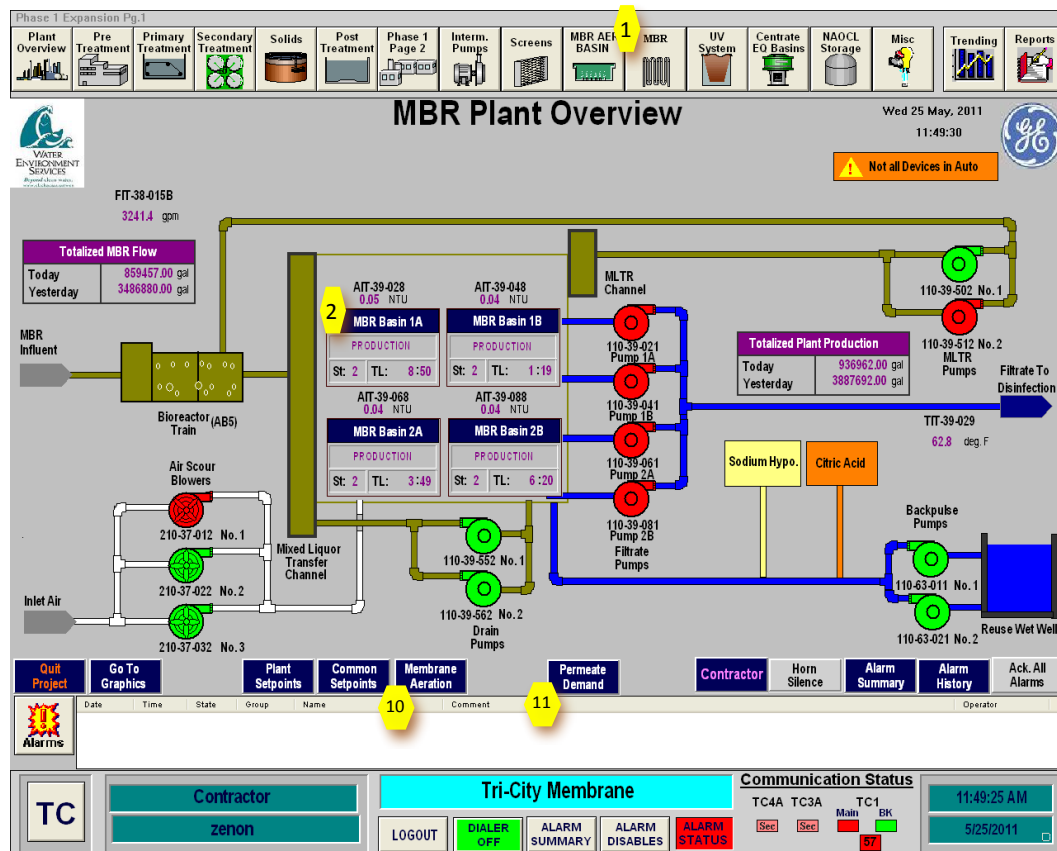 Phase 1 Expansion Pg.1
Plant Overview
Pre Treatment
Primary Treatment
Secondary Treatment
Solids
Post Treatment
Phase 1 Page 2
Interm. Pumps
Screens
MBR AER BASIN
1
MBR
UV System
Centrate EQ Basins
NAOCL Storage
Misc
Trending
Reports
WATER
ENVIRONMENT
SERVICES
MBR Plant Overview
Wed 25 May, 2011
11:49:30
GE
Not all Devices in Auto
FIT-38-015B
3241.4 gpm
Totalized MBR Flow
Today 859457.00 gal
Yesterday 3486880.00 gal
MBR
Influent
Bioreactor (AB5)
Train
2
AIT-39-028
0.05 NTU
MBR Basin 1A
PRODUCTION
St: 2 TL: 8:50
AIT-39-048
0.04 NTU
MBR Basin 1B
PRODUCTION
St: 2 TL: 1:19
AIT-39-068
0.04 NTU
MBR Basin 2A
PRODUCTION
St: 2 TL: 3:49
AIT-39-088
0.04 NTU
MBR Basin 2B
PRODUCTION
St: 2 TL: 6:20
MLTR
Channel
110-39-021
Pump 1A
110-39-041
Pump 1B
110-39-061
Pump 2A
110-39-081
Pump 2B
Filtrate
Pumps
110-39-502 No. 1
110-39-512 No.2
MLTR
Pumps
Totalized Plant Production
Today 936962.00 gal
Yesterday 3887692.00 gal
Filtrate To
Disinfection
TIT-39-029
62.8 deg. F
Sodium Hypo.
Citric Acid
Backpulse
Pumps
110-63-011 No. 1
110-63-021 No. 2
Reuse Wet Well
Air Scour
Blowers
210-37-012 No. 1
210-37-022 No. 2
210-37-032 No. 3
Inlet Air
Mixed Liquor
Transfer
Channel
110-39-552 No. 1
110-39-562 No. 2
Drain
Pumps
Quit Project
Go To Graphics
Plant Setpoints
Common Setpoints
Membrane Aeration
Permeate Demand
Contractor
Horn Silence
Alarm Summary
Alarm History
Ack. All Alarms
10
11
Alarms
Date Time State Group Name Comment Operator
TC
Contractor
zenon
Tri-City Membrane
LOGOUT
DIALER OFF
ALARM SUMMARY
ALARM DISABLES
ALARM STATUS
Communication Status
TC4A TC3A TC1
Main BK
Sec Sec
57
11:49:25 AM
5/25/2011